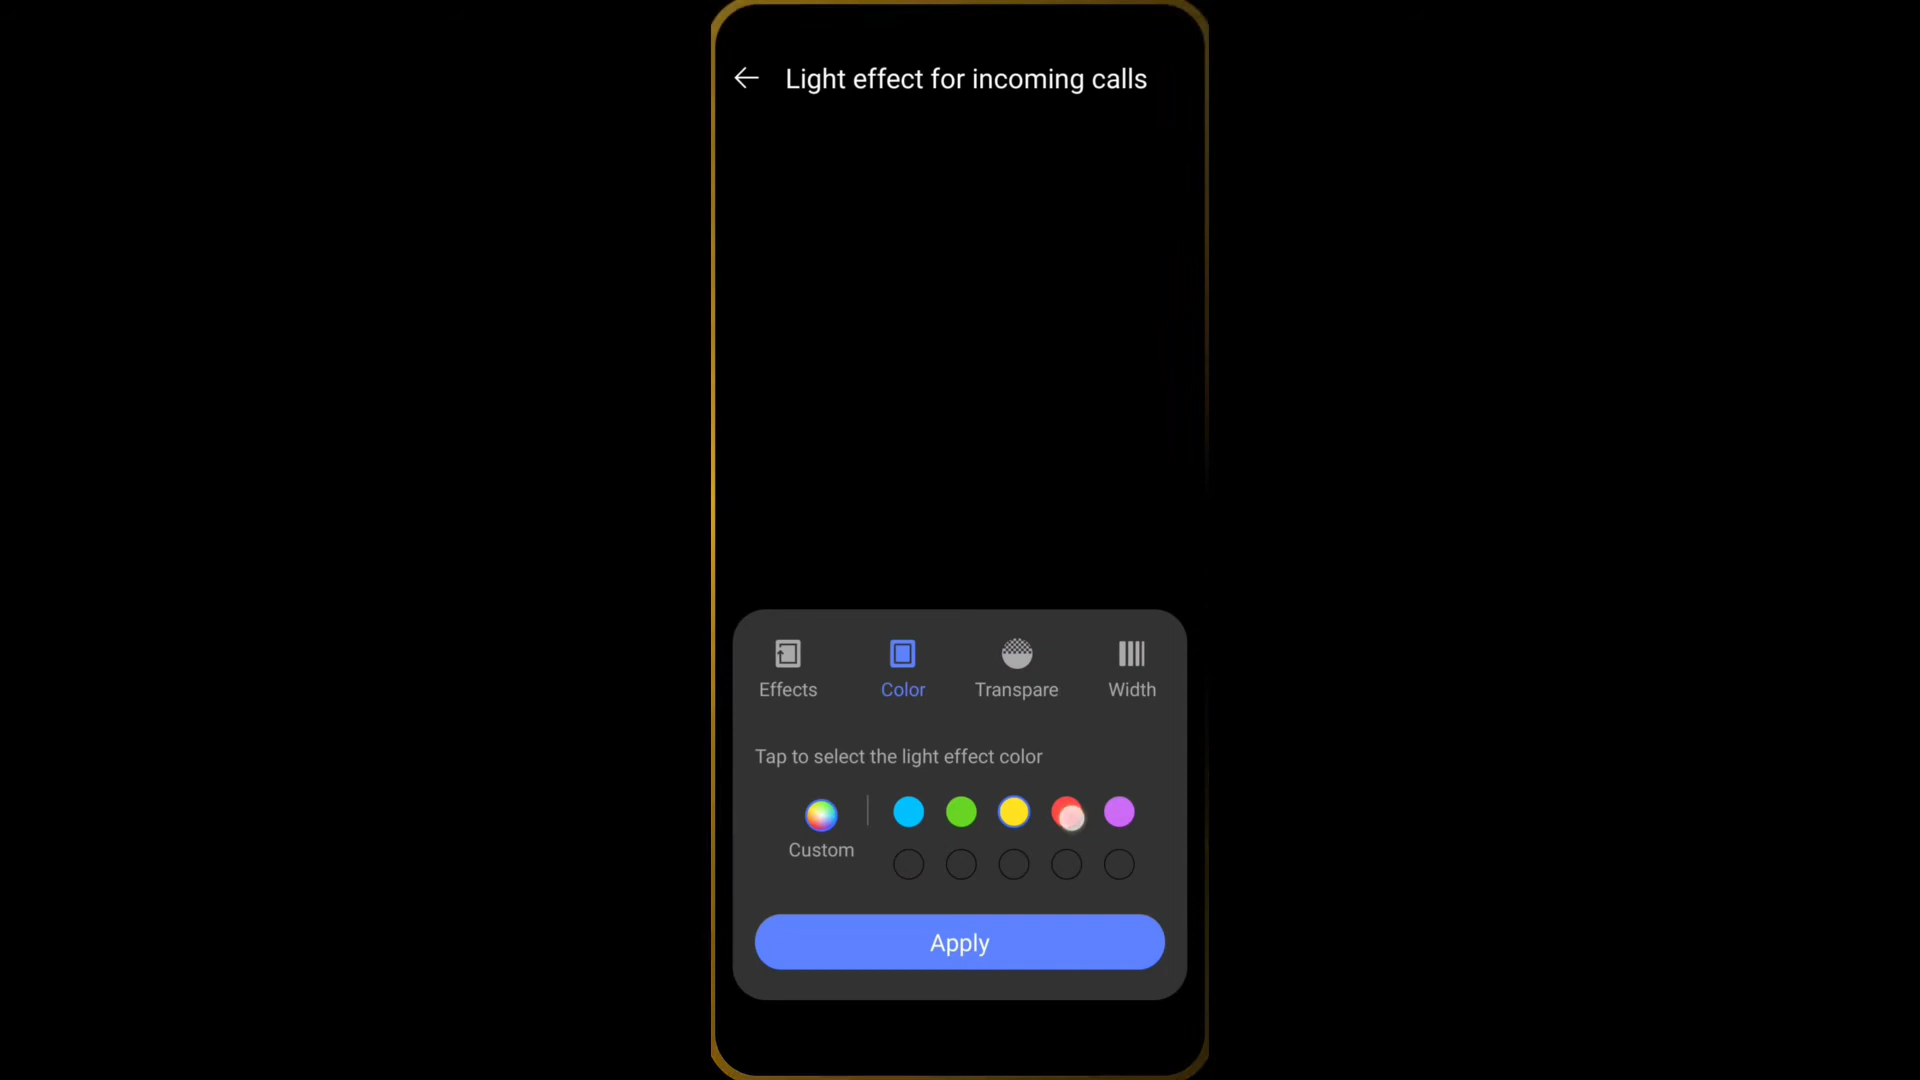 Light effect for incoming calls
Effects
Color
Transpare
Width
Tap to select the light effect color
Custom
Apply